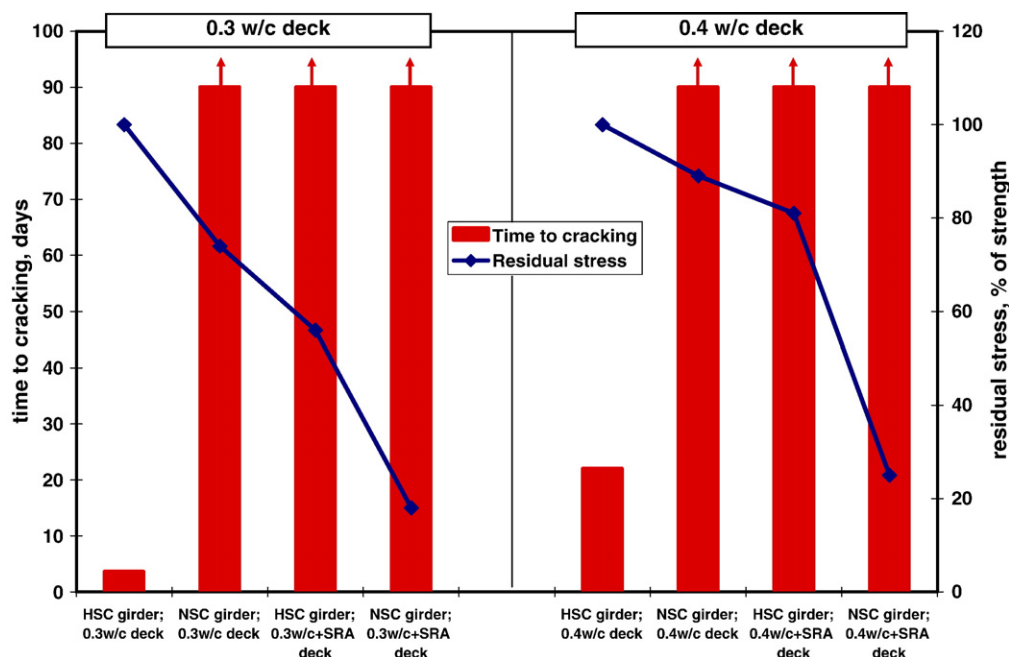 0.3 w/c deck
0.4 w/c deck
time to cracking, days
100
90
80
70
60
50
40
30
20
10
0
Time to cracking
Residual stress
120
100
80
60
40
20
0
residual stress, % of strength
HSC girder;
0.3w/c deck
NSC girder;
0.3w/c deck
HSC girder;
0.3w/c+SRA
deck
NSC girder;
0.3w/c+SRA
deck
HSC girder;
0.4w/c deck
NSC girder;
0.4w/c deck
HSC girder;
0.4w/c+SRA
deck
NSC girder;
0.4w/c+SRA
deck